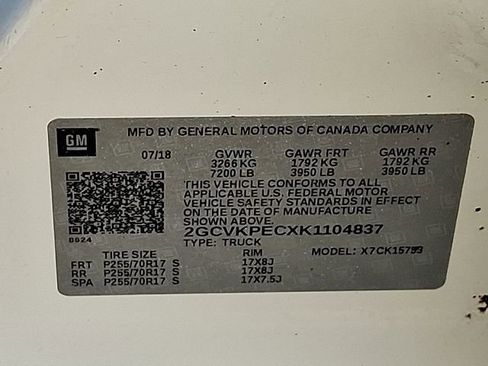 GM
MFD BY GENERAL MOTORS OF CANADA COMPANY
07/18 GVWR GAWR FRT GAWR RR
3266 KG 1792 KG 1792 KG
7200 LB 3950 LB 3950 LB
THIS VEHICLE CONFORMS TO ALL
APPLICABLE U.S. FEDERAL MOTOR
VEHICLE SAFETY STANDARDS IN EFFECT
ON THE DATE OF MANUFACTURE
SHOWN ABOVE.
2GCVKPECXK1104837
0024 TYPE: TRUCK MODEL:
TIRE SIZE RIM
FRT P255/70R17 S 17X8J
RR P255/70R17 S 17X8J
SPA P255/70R17 S 17X7.5J